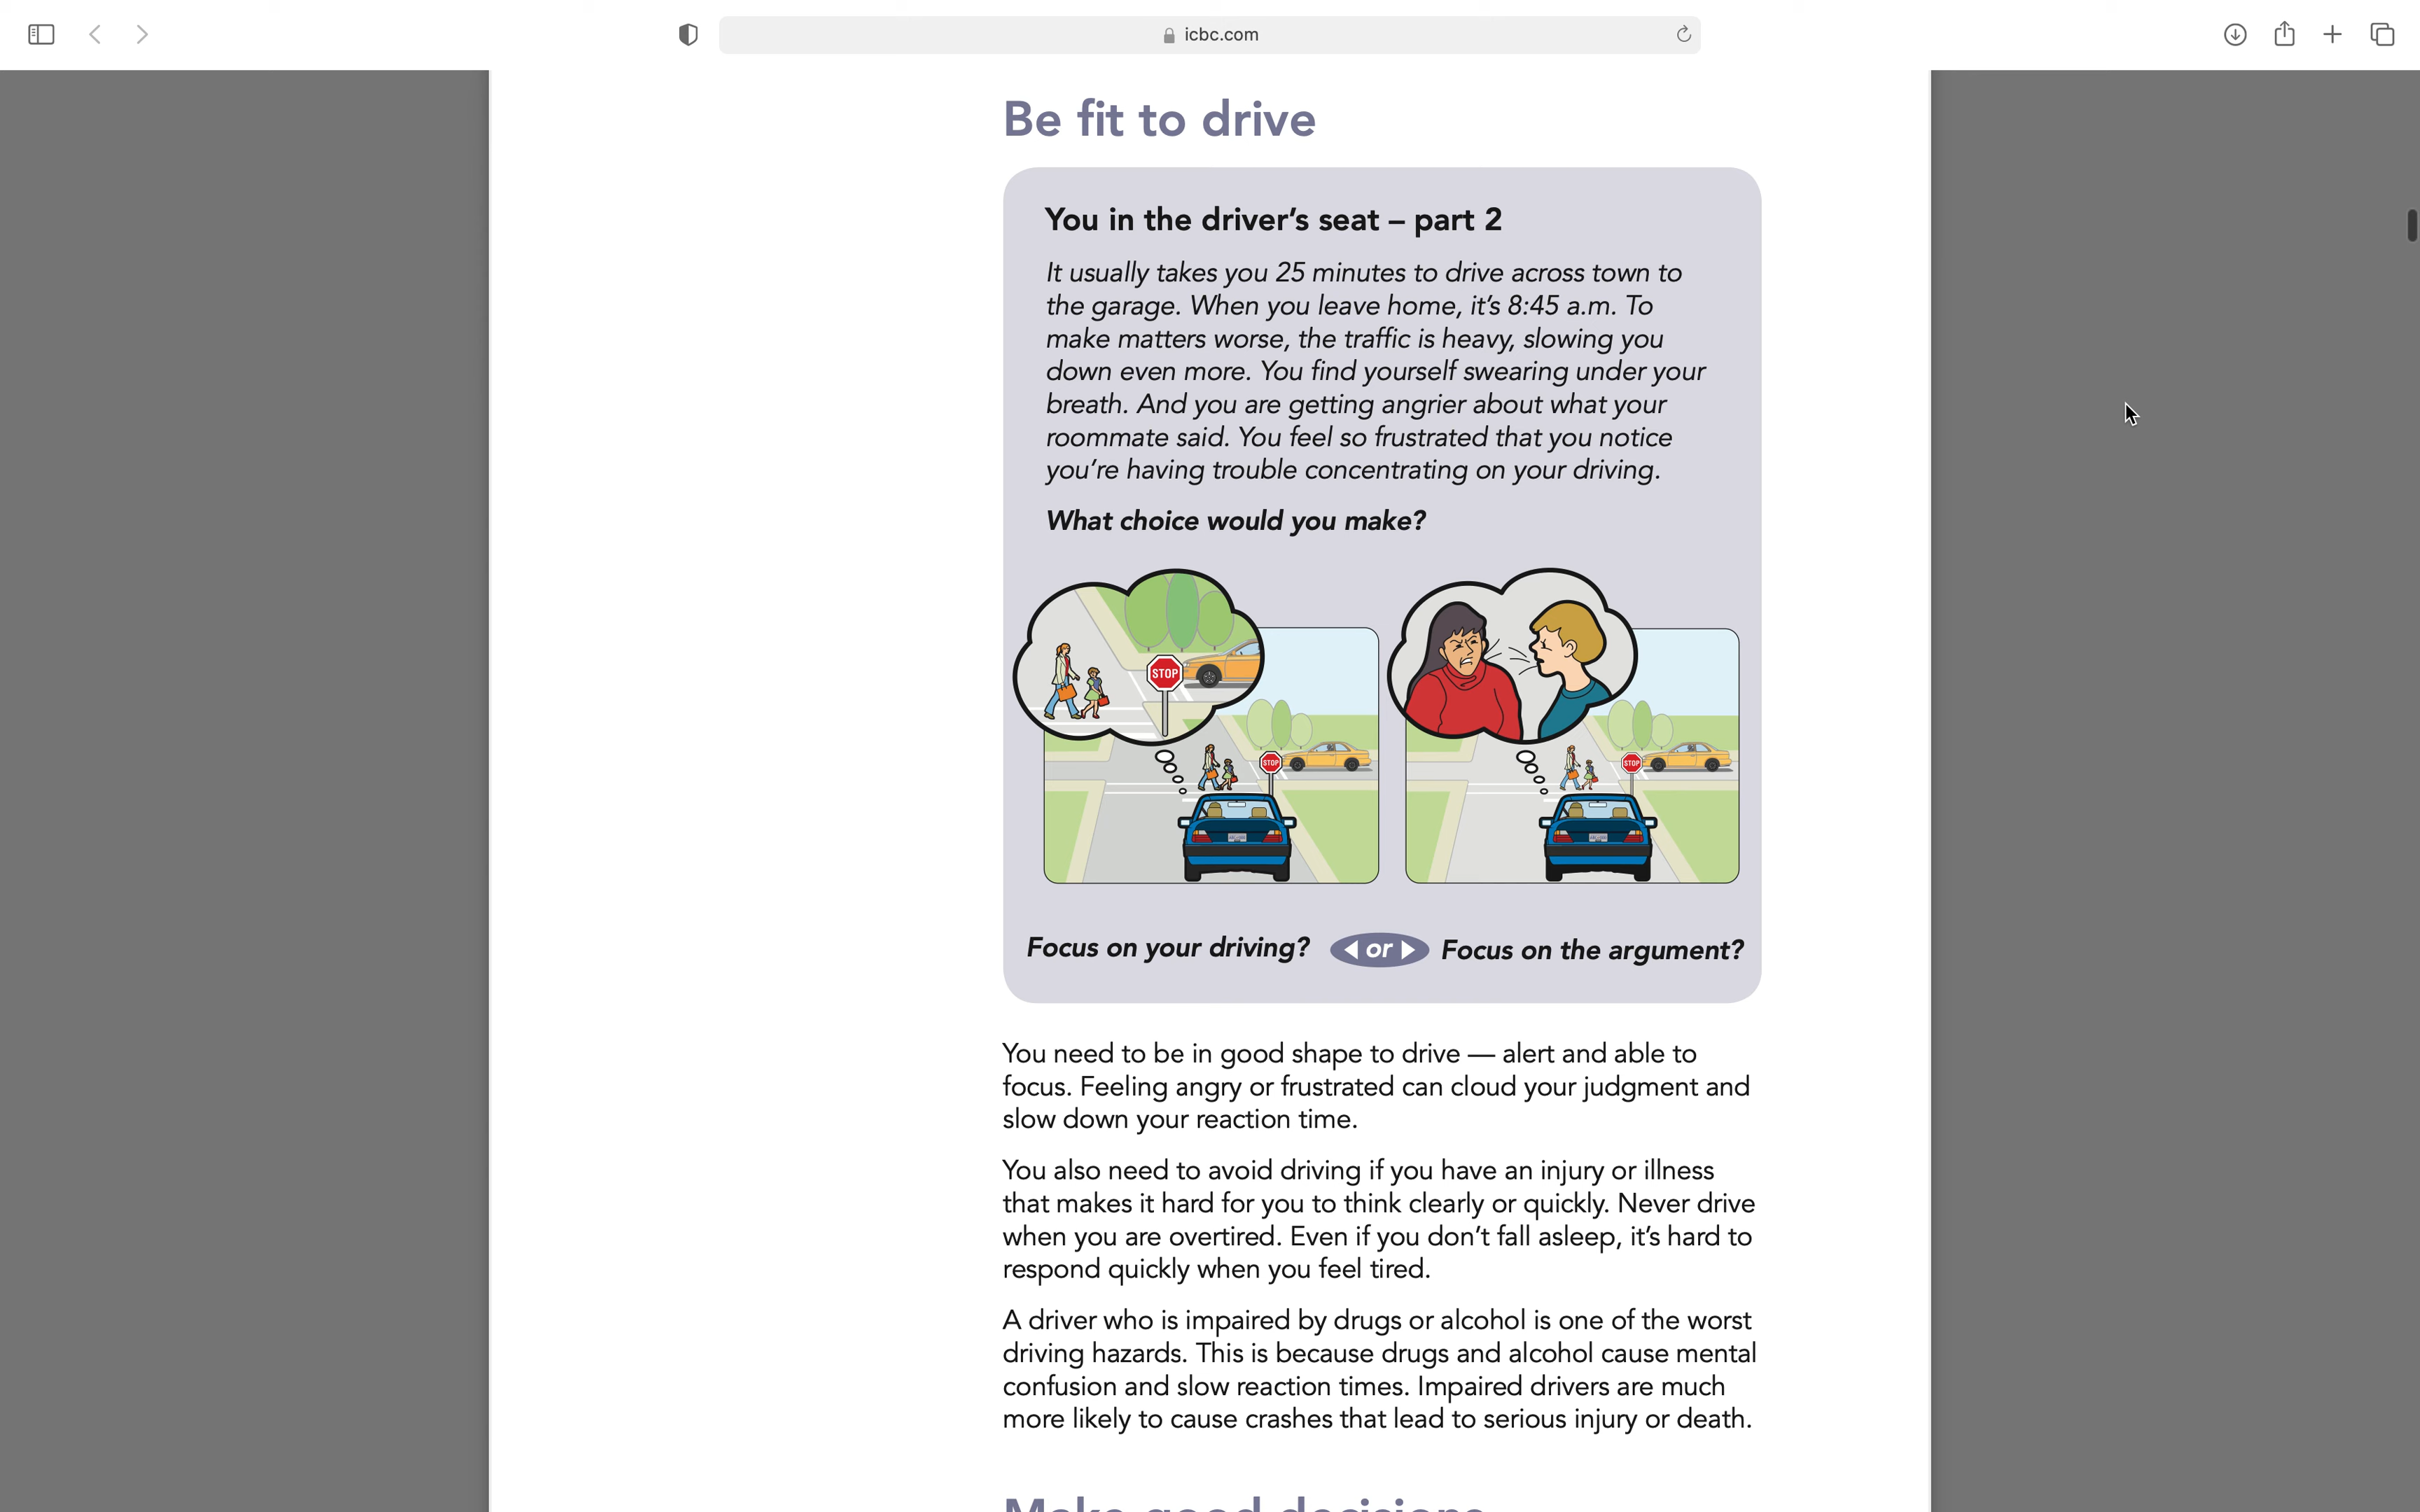 icbc.com
Be fit to drive
You in the driver's seat – part 2
It usually takes you 25 minutes to drive across town to
the garage. When you leave home, it's 8:45 a.m. To
make matters worse, the traffic is heavy, slowing you
down even more. You find yourself swearing under your
breath. And you are getting angrier about what your
roommate said. You feel so frustrated that you notice
you're having trouble concentrating on your driving.
What choice would you make?
STOP
STOP
STOP
Focus on your driving? or Focus on the argument?
You need to be in good shape to drive — alert and able to
focus. Feeling angry or frustrated can cloud your judgment and
slow down your reaction time.
You also need to avoid driving if you have an injury or illness
that makes it hard for you to think clearly or quickly. Never drive
when you are overtired. Even if you don't fall asleep, it's hard to
respond quickly when you feel tired.
A driver who is impaired by drugs or alcohol is one of the worst
driving hazards. This is because drugs and alcohol cause mental
confusion and slow reaction times. Impaired drivers are much
more likely to cause crashes that lead to serious injury or death.
Make good decisions